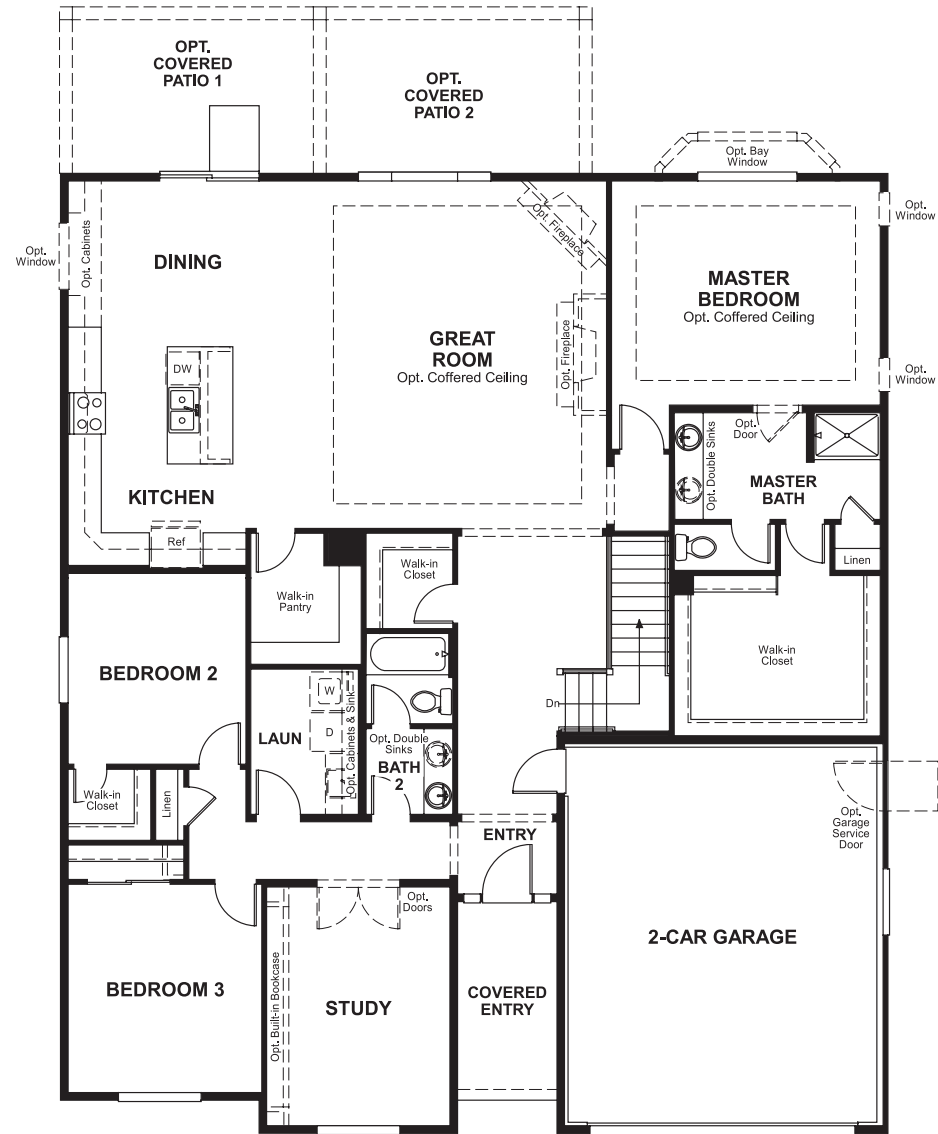 OPT.
COVERED
PATIO 1
OPT.
COVERED
PATIO 2
Opt. Bay
Window
Opt.
Window
Opt.
Window
Opt. Cabinets
DINING
Opt. Fireplace
MASTER
BEDROOM
Opt. Coffered Ceiling
GREAT
ROOM
Opt. Coffered Ceiling
Opt. Fireplace
DW
Opt.
Window
Opt. Double Sinks
Opt.
Door
MASTER
BATH
KITCHEN
Ref
Linen
Walk-in
Closet
Walk-in
Pantry
Walk-in
Closet
BEDROOM 2
W
D
Opt. Cabinets & Sink
LAUN
Dn
Opt. Double
Sinks
BATH
2
Walk-in
Closet
Linen
ENTRY
Opt.
Garage
Service
Door
Opt.
Doors
2-CAR GARAGE
BEDROOM 3
Opt. Built-in Bookcase
STUDY
COVERED
ENTRY